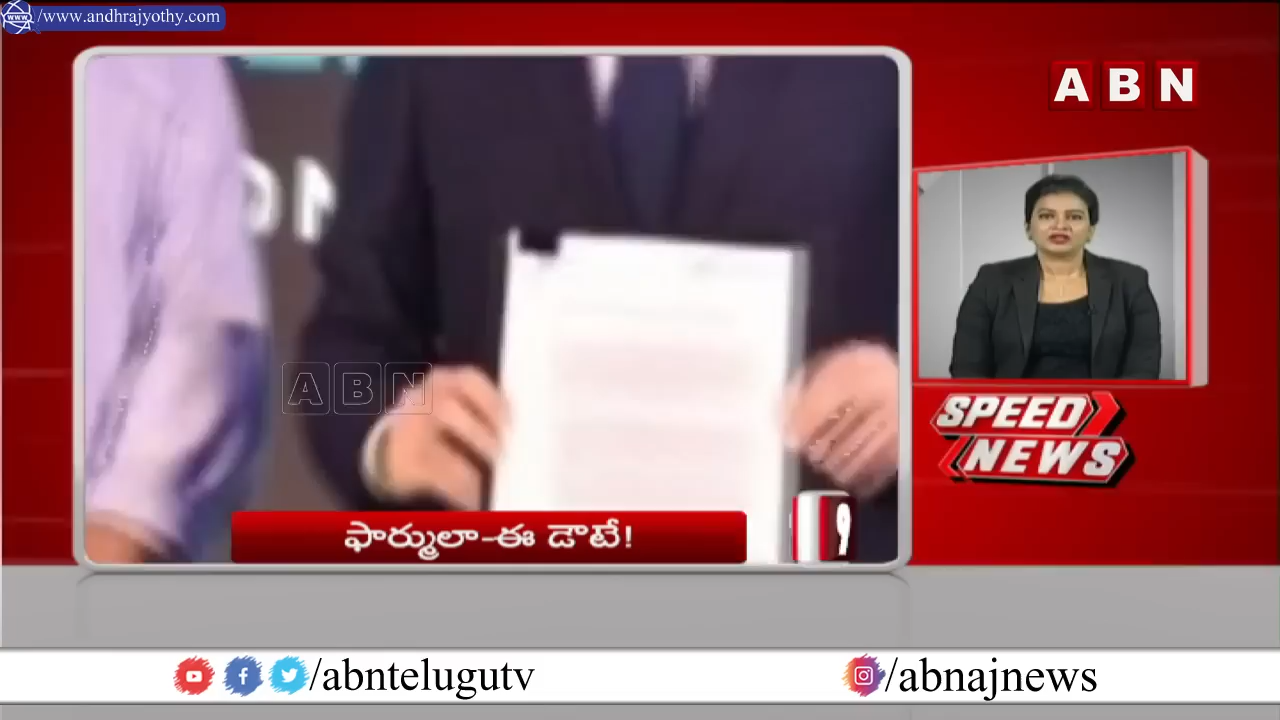 /www.andhrajyothy.com
ABN
ABN
SPEED
NEWS
ఫార్ములా-ఈ డౌటే!
9
/abntelugutv
/abnajnews